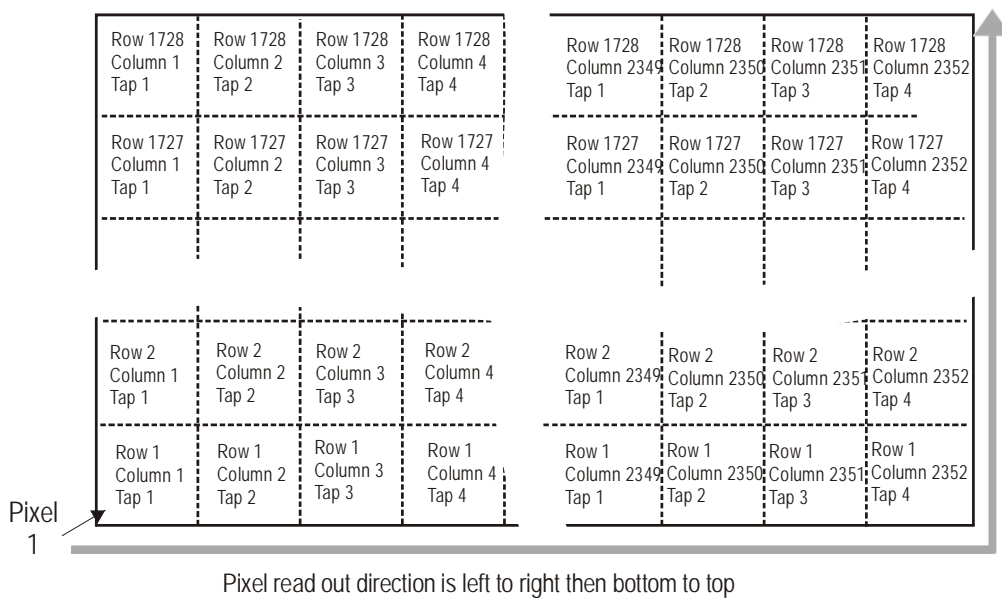 Row 1728 Row 1728 Row 1728 Row 1728 Row 1728 Row 1728 Row 1728 Row 1728
Column 1 Column 2 Column 3 Column 4 Column 2349 Column 2350 Column 2351 Column 2352
Tap 1 Tap 2 Tap 3 Tap 4 Tap 1 Tap 2 Tap 3 Tap 4
Row 1727 Row 1727 Row 1727 Row 1727 Row 1727 Row 1727 Row 1727 Row 1727
Column 1 Column 2 Column 3 Column 4 Column 2349 Column 2350 Column 2351 Column 2352
Tap 1 Tap 2 Tap 3 Tap 4 Tap 1 Tap 2 Tap 3 Tap 4
Row 2 Row 2 Row 2 Row 2 Row 2 Row 2 Row 2 Row 2
Column 1 Column 2 Column 3 Column 4 Column 2349 Column 2350 Column 2351 Column 2352
Tap 1 Tap 2 Tap 3 Tap 4 Tap 1 Tap 2 Tap 3 Tap 4
Row 1 Row 1 Row 1 Row 1 Row 1 Row 1 Row 1 Row 1
Column 1 Column 2 Column 3 Column 4 Column 2349 Column 2350 Column 2351 Column 2352
Tap 1 Tap 2 Tap 3 Tap 4 Tap 1 Tap 2 Tap 3 Tap 4
Pixel
1
Pixel read out direction is left to right then bottom to top